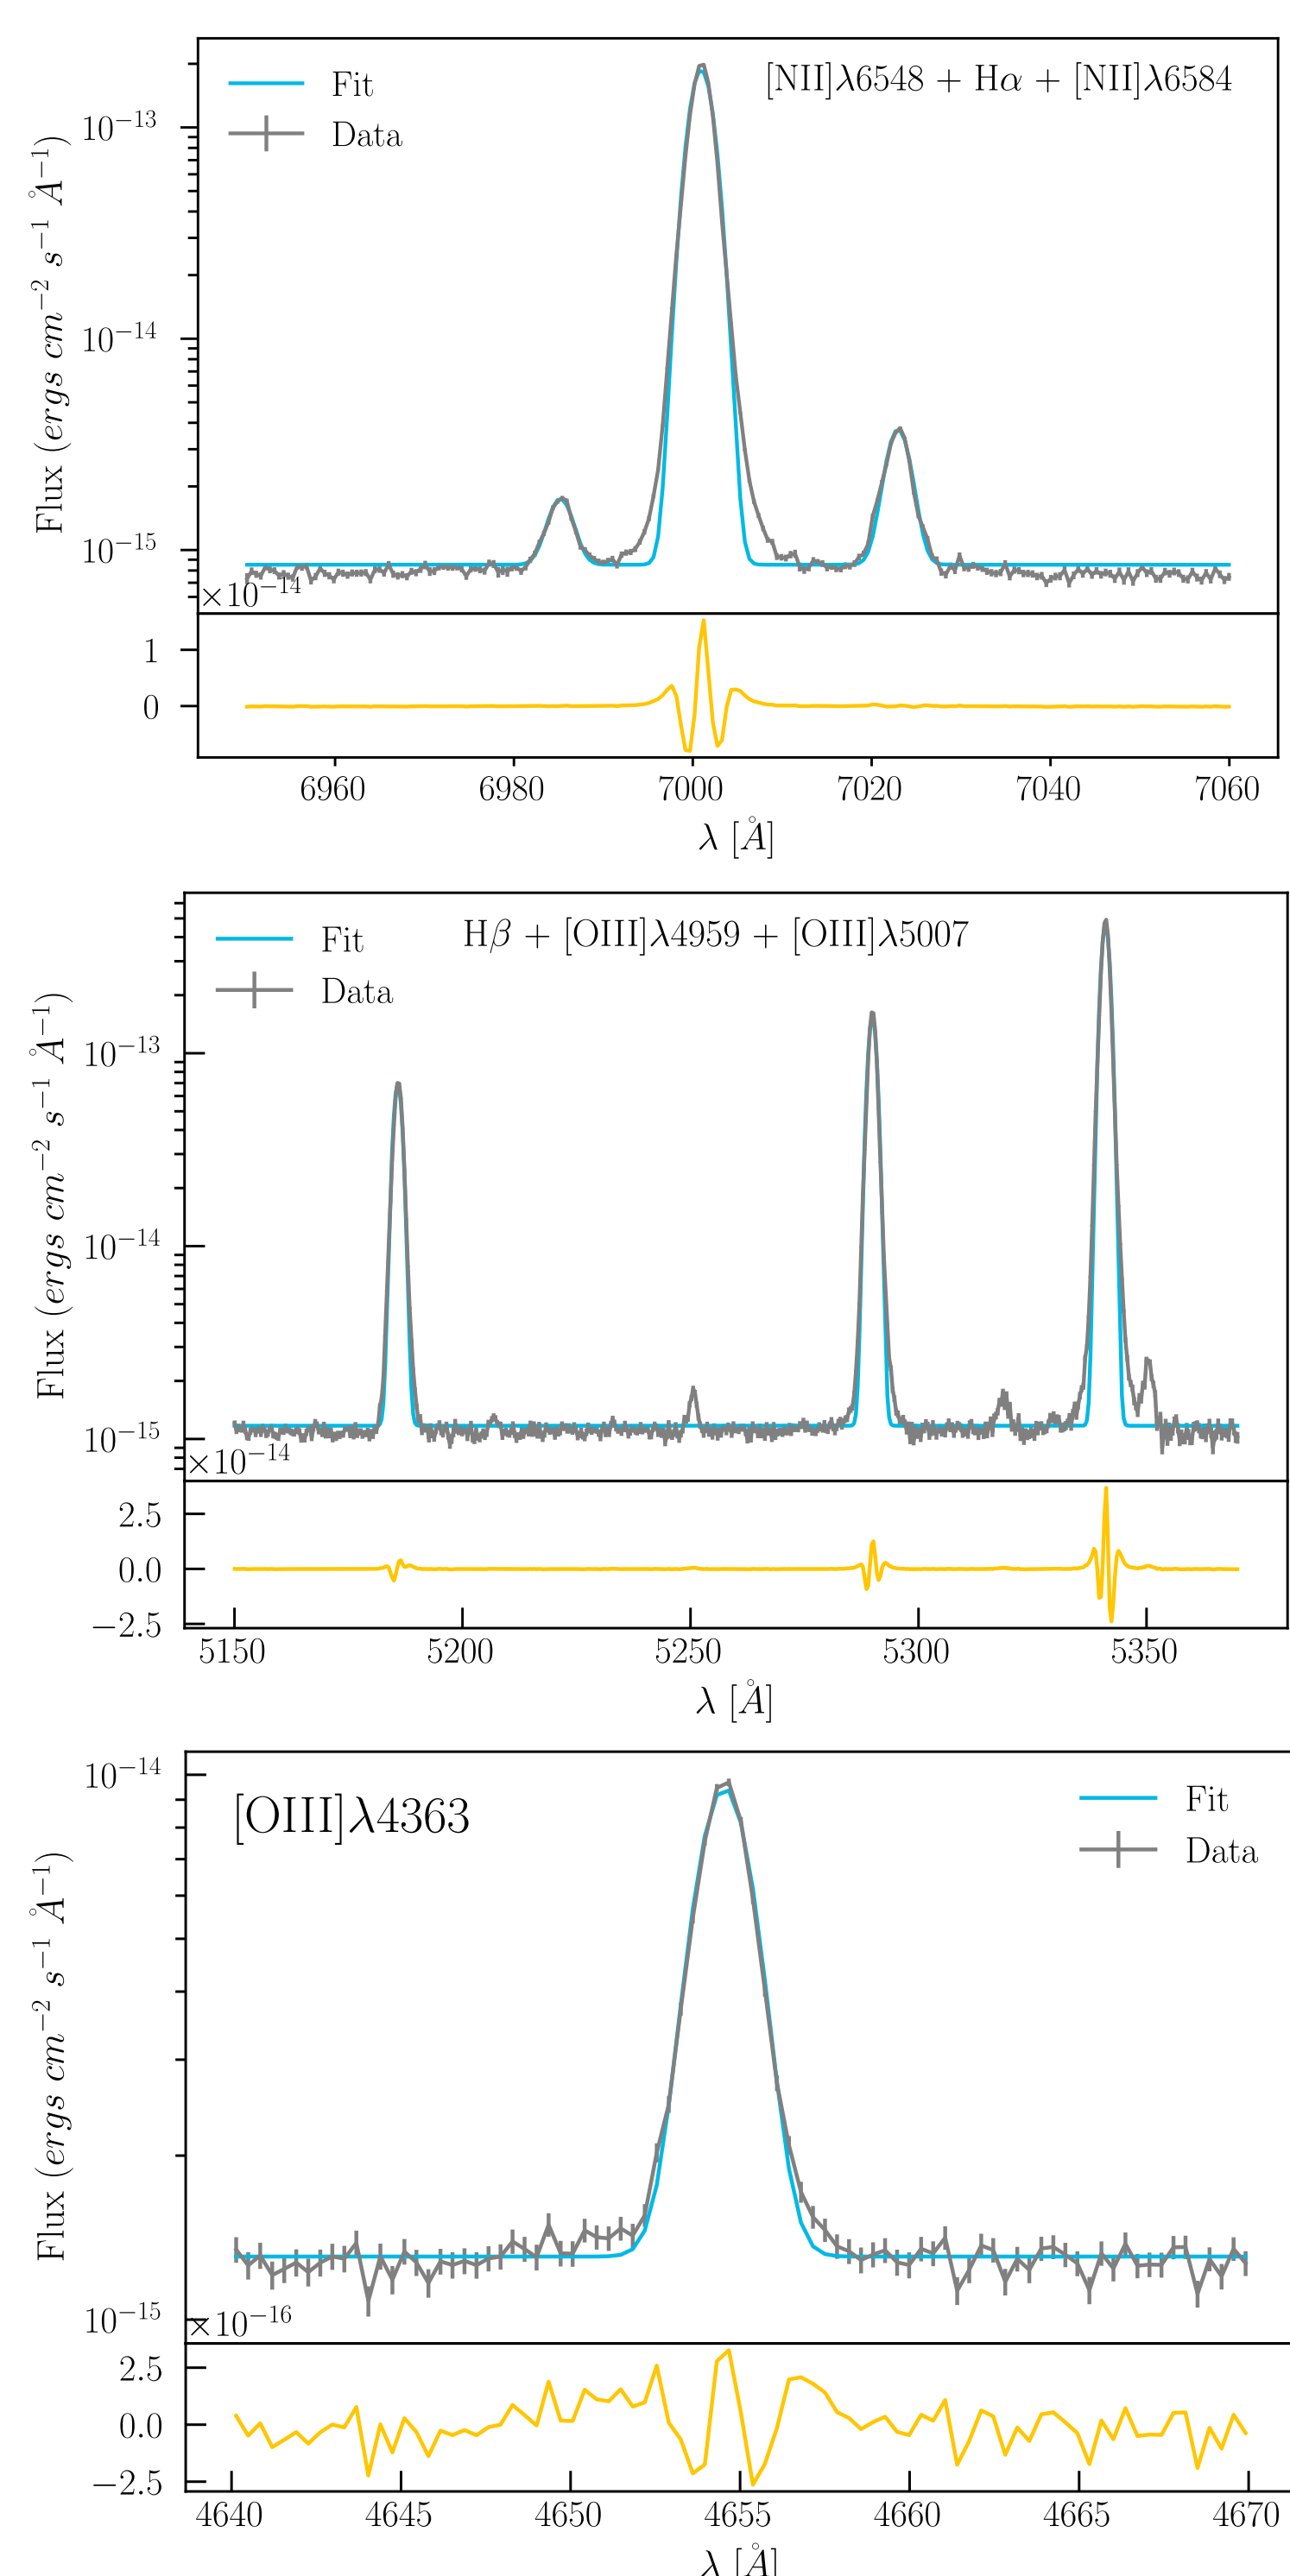 Fit
Data
[NII]λ6548 + Hα + [NII]λ6584
Flux (ergs cm⁻² s⁻¹ Å⁻¹)
10⁻¹³
10⁻¹⁴
10⁻¹⁵
×10⁻¹⁴
1
0
6960 6980 7000 7020 7040 7060
λ [Å]
Fit
Data
Hβ + [OIII]λ4959 + [OIII]λ5007
Flux (ergs cm⁻² s⁻¹ Å⁻¹)
10⁻¹³
10⁻¹⁴
10⁻¹⁵
×10⁻¹⁴
2.5
0.0
−2.5
5150 5200 5250 5300 5350
λ [Å]
[OIII]λ4363
Fit
Data
Flux (ergs cm⁻² s⁻¹ Å⁻¹)
10⁻¹⁴
10⁻¹⁵
×10⁻¹⁶
2.5
0.0
−2.5
4640 4645 4650 4655 4660 4665 4670
λ [Å]